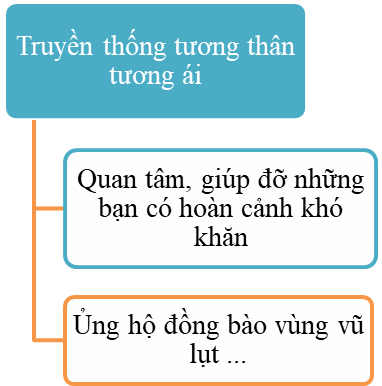 Truyền thống tương thân
tương ái
Quan tâm, giúp đỡ những
bạn có hoàn cảnh khó
khăn
Ủng hộ đồng bào vùng vũ
lụt ...